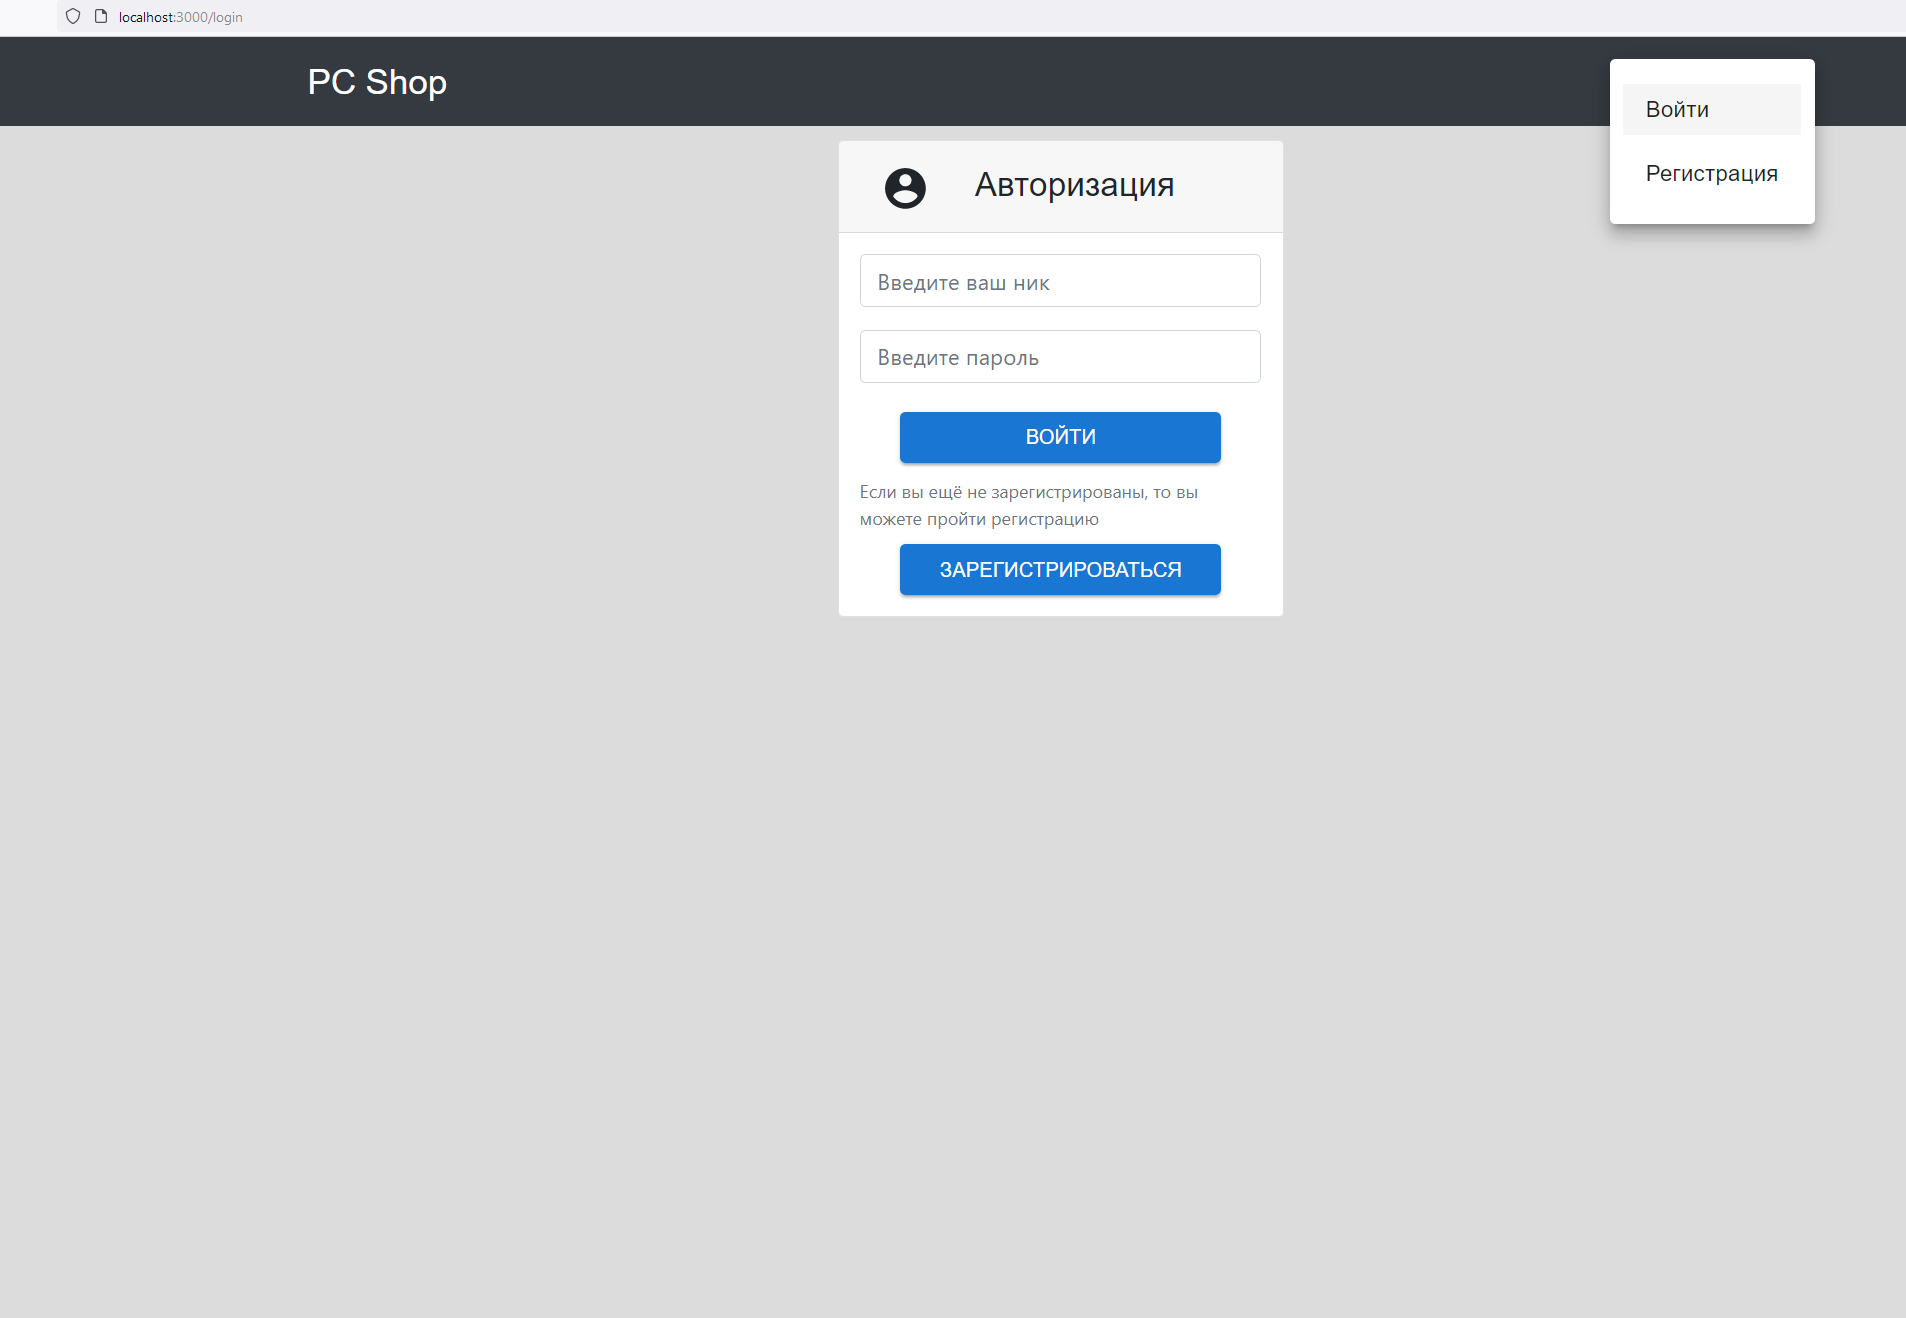 localhost:3000/login
PC Shop
Войти
Регистрация
Авторизация
Введите ваш ник
Введите пароль
ВОЙТИ
Если вы ещё не зарегистрированы, то вы
можете пройти регистрацию
ЗАРЕГИСТРИРОВАТЬСЯ